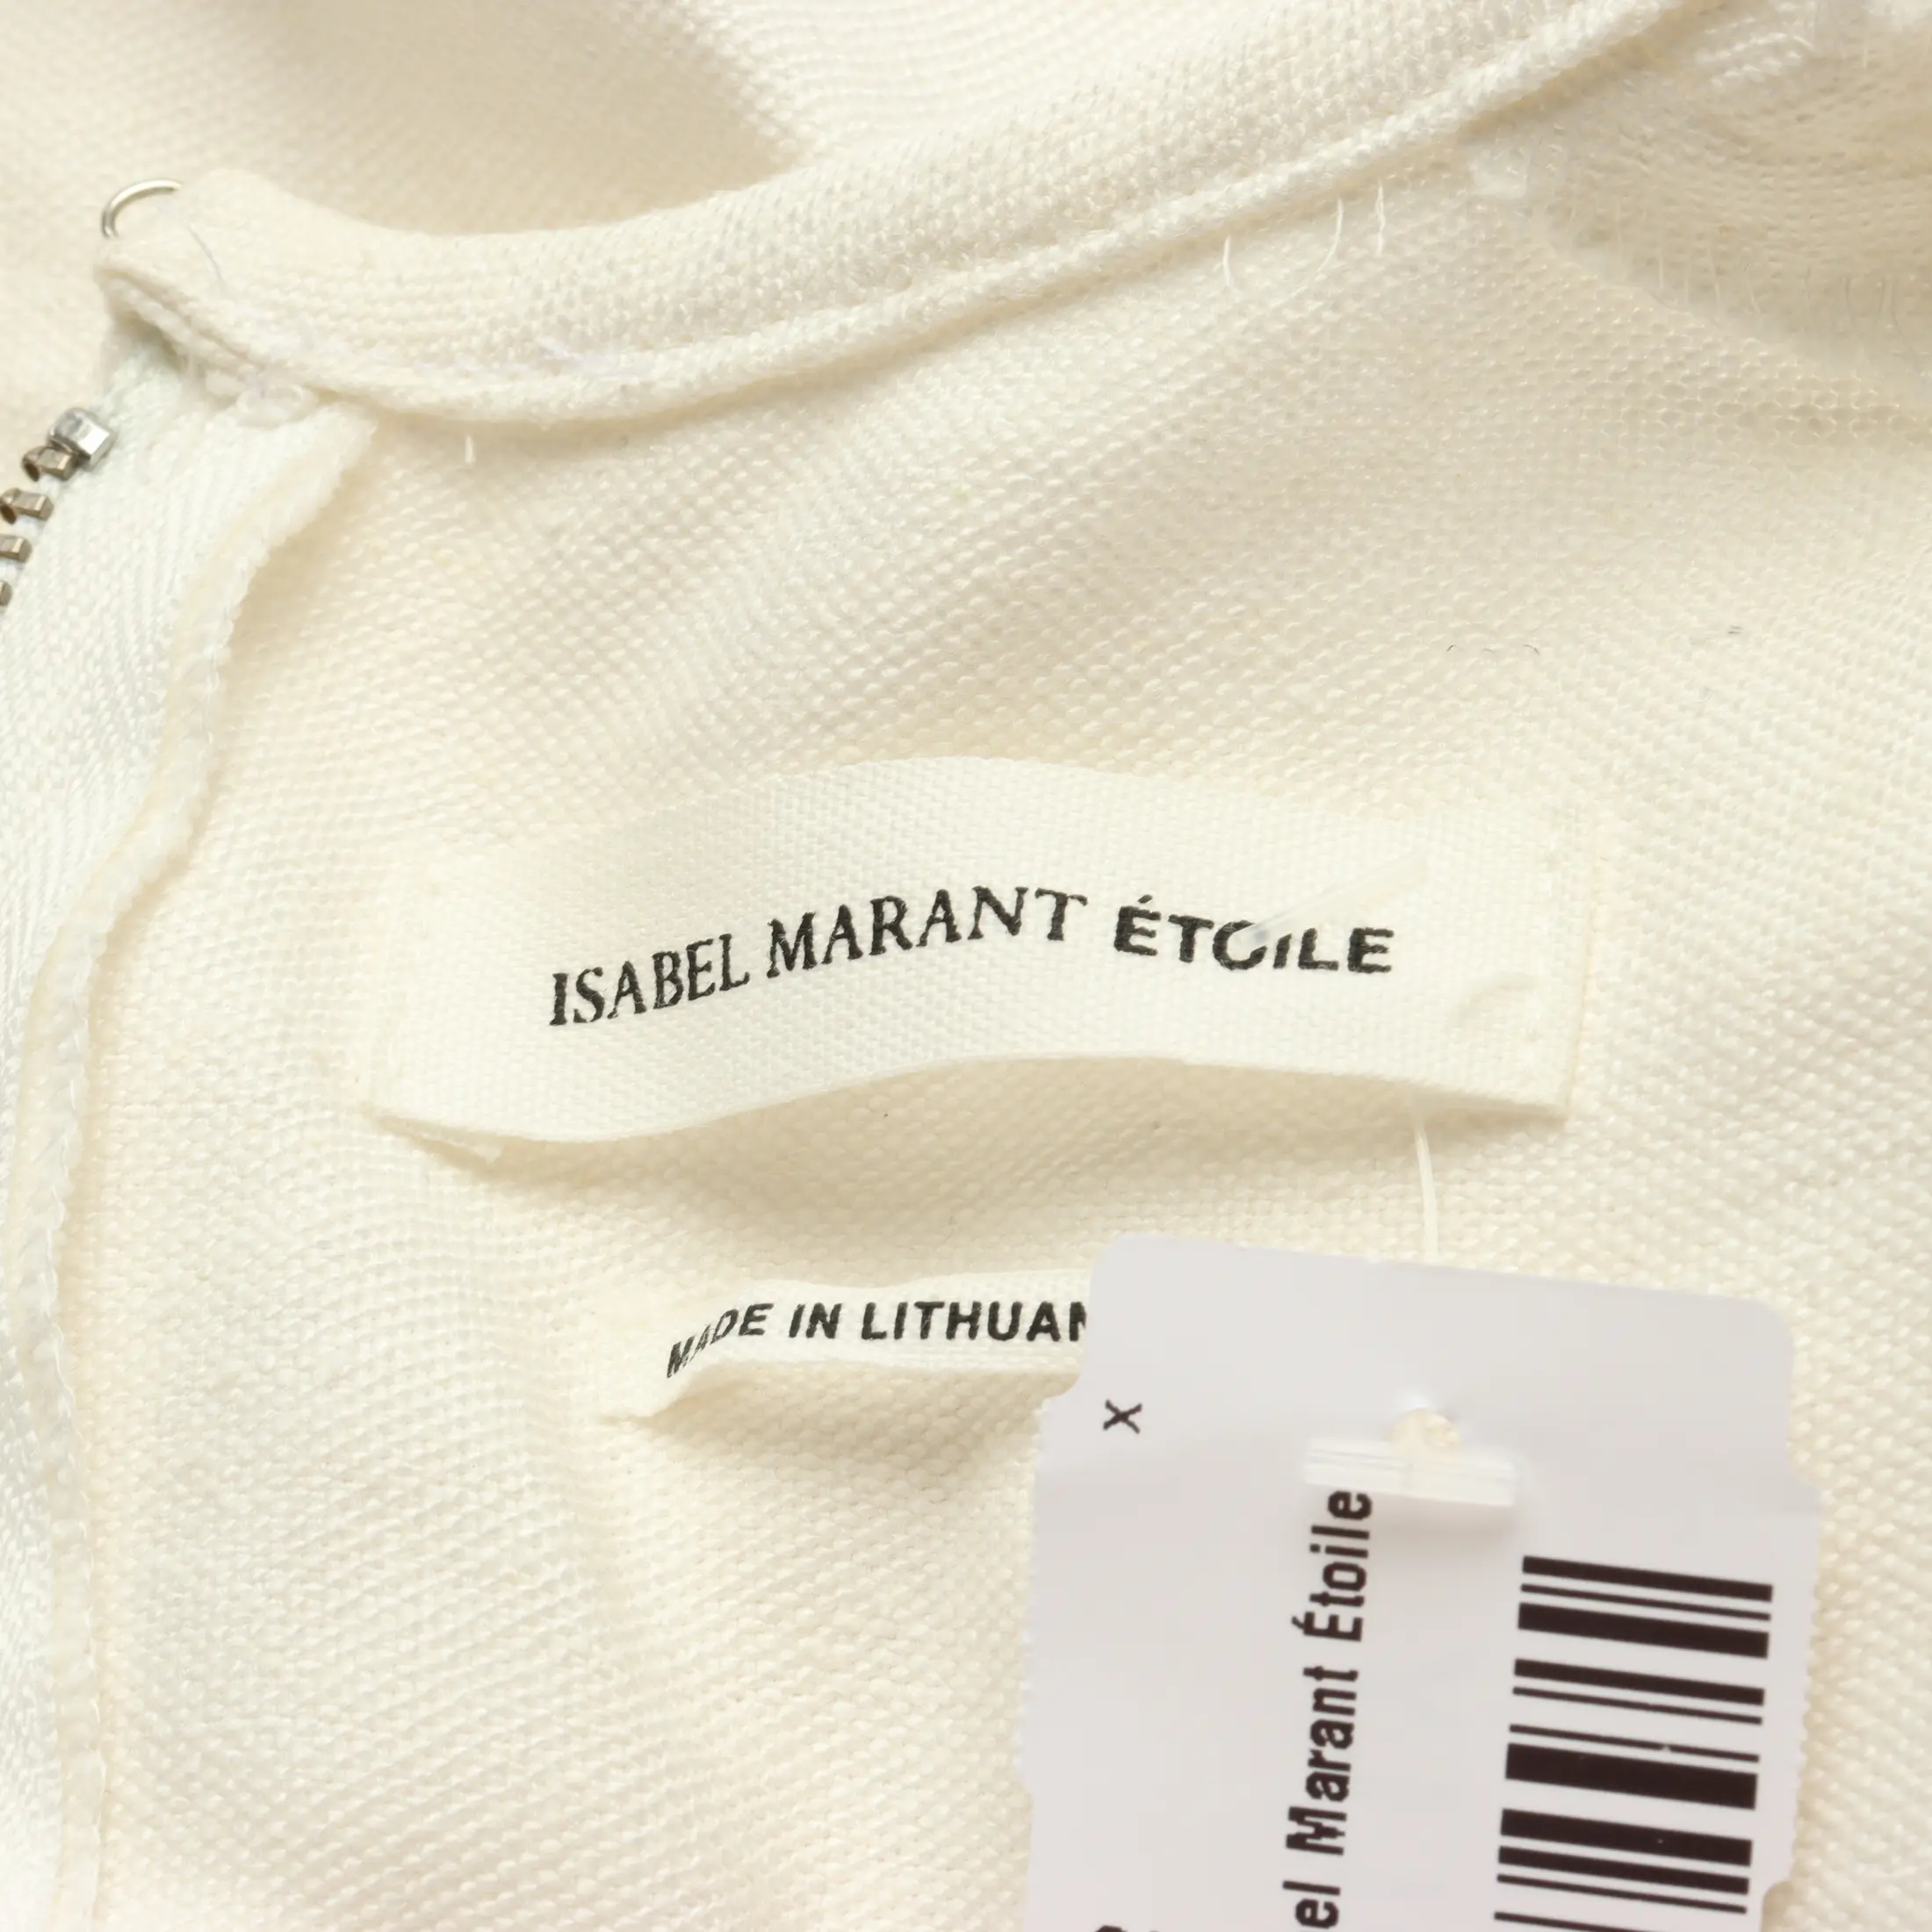 ISABEL MARANT ÉTOILE
MADE IN LITHUAN
x
el Marant Étoile